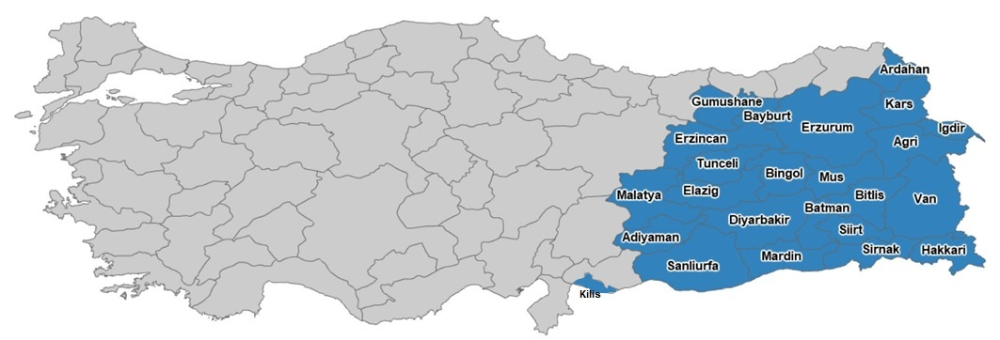 Ardahan
Gumushane
Kars
Bayburt
Erzurum
Igdir
Erzincan
Agri
Tunceli
Bingol
Mus
Malatya
Elazig
Bitlis
Van
Batman
Diyarbakir
Siirt
Adiyaman
Sirnak
Hakkari
Mardin
Sanliurfa
Kilis